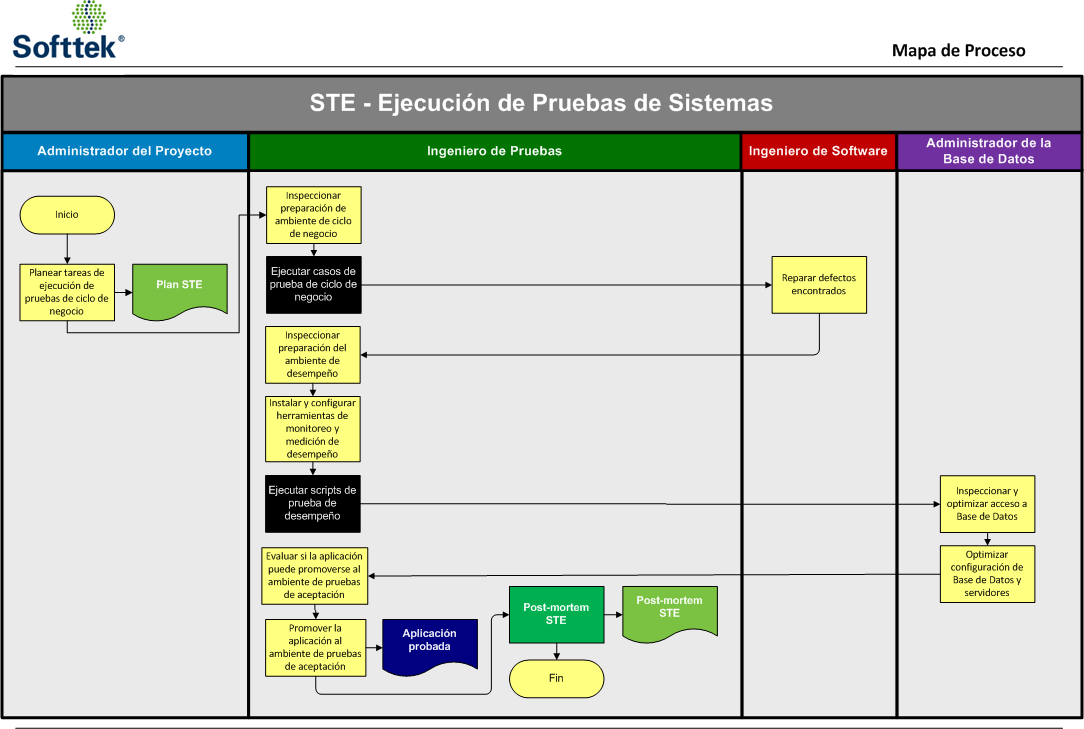 Softtek®
Mapa de Proceso
STE - Ejecución de Pruebas de Sistemas
Administrador del Proyecto
Ingeniero de Pruebas
Ingeniero de Software
Administrador de la
Base de Datos
Inicio
Planear tareas de
ejecución de
pruebas de ciclo de
negocio
Plan STE
Inspeccionar
preparación de
ambiente de ciclo
de negocio
Ejecutar casos de
prueba de ciclo de
negocio
Reparar defectos
encontrados
Inspeccionar
preparación del
ambiente de
desempeño
Instalar y configurar
herramientas de
monitoreo y
medición de
desempeño
Ejecutar scripts de
prueba de
desempeño
Inspeccionar y
optimizar acceso a
Base de Datos
Optimizar
configuración de
Base de Datos y
servidores
Evaluar si la aplicación
puede promoverse al
ambiente de pruebas
de aceptación
Promover la
aplicación al
ambiente de pruebas
de aceptación
Aplicación
probada
Post-mortem
STE
Post-mortem
STE
Fin